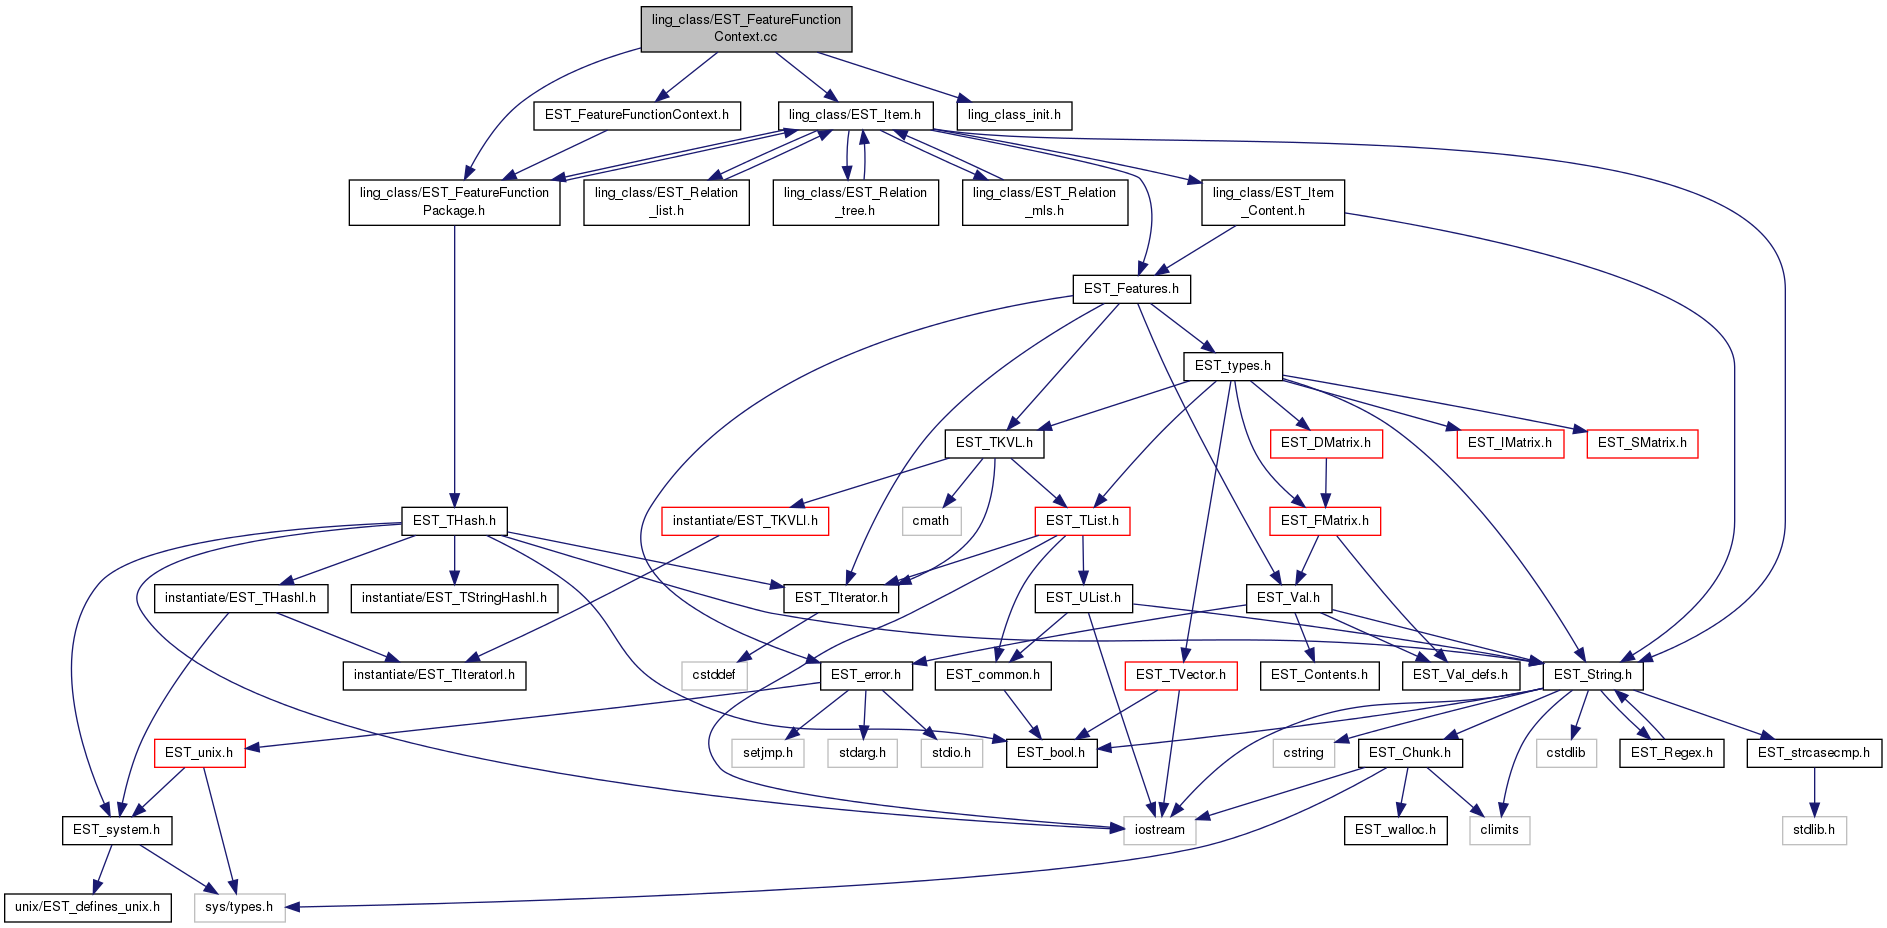 ling_class/EST_FeatureFunction
Context.cc
EST_FeatureFunctionContext.h
ling_class/EST_Item.h
ling_class_init.h
ling_class/EST_FeatureFunction
Package.h
ling_class/EST_Relation
_list.h
ling_class/EST_Relation
_tree.h
ling_class/EST_Relation
_mls.h
ling_class/EST_Item
_Content.h
EST_Features.h
EST_types.h
EST_TKVL.h
EST_DMatrix.h
EST_IMatrix.h
EST_SMatrix.h
EST_THash.h
instantiate/EST_TKVLI.h
cmath
EST_TList.h
EST_FMatrix.h
instantiate/EST_THashI.h
instantiate/EST_TStringHashI.h
EST_TIterator.h
EST_UList.h
EST_Val.h
instantiate/EST_TIteratorI.h
cstddef
EST_error.h
EST_common.h
EST_TVector.h
EST_Contents.h
EST_Val_defs.h
EST_String.h
EST_unix.h
setjmp.h
stdarg.h
stdio.h
EST_bool.h
cstring
EST_Chunk.h
cstdlib
EST_Regex.h
EST_strcasecmp.h
EST_system.h
iostream
EST_walloc.h
climits
stdlib.h
unix/EST_defines_unix.h
sys/types.h